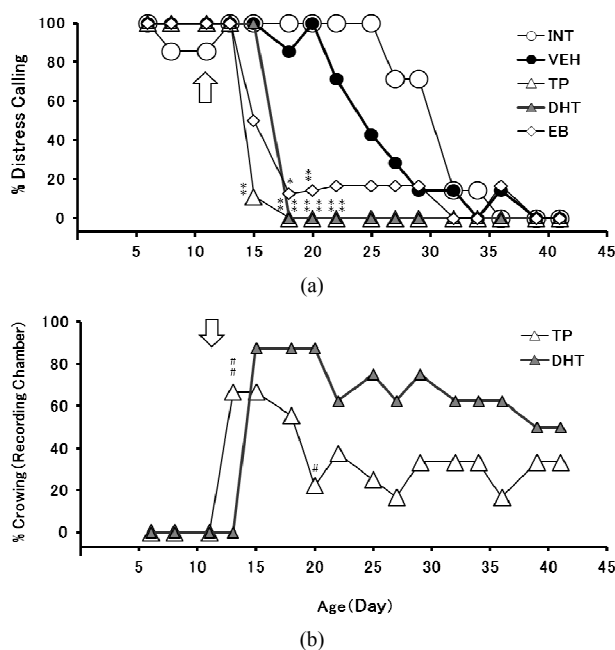 % Distress Calling
100
80
60
40
20
0
5 10 15 20 25 30 35 40 45
INT
VEH
TP
DHT
EB
** ** * ** ** ** ** ** **
(a)
% Crowing (Recording Chamber)
100
80
60
40
20
0
5 10 15 20 25 30 35 40 45
TP
DHT
##
#
Age (Day)
(b)